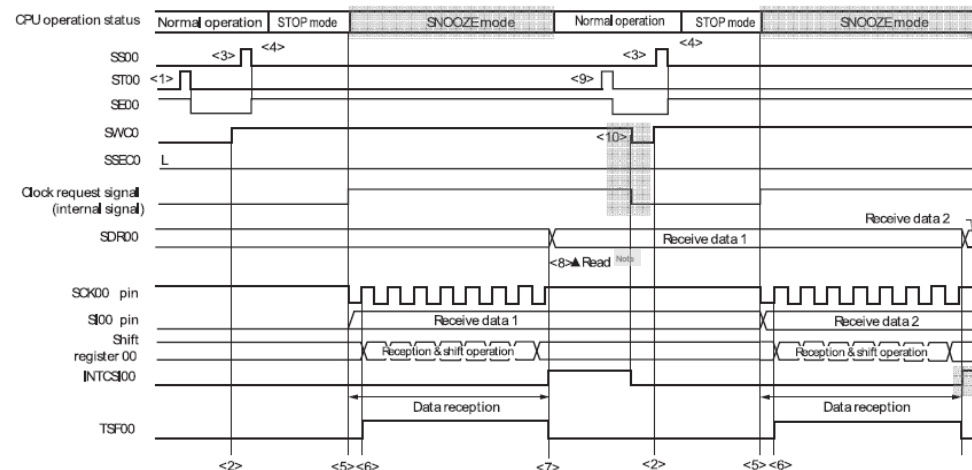 CPU operation status Normal operation STOP mode SNOOZE mode Normal operation STOP mode SNOOZE mode
SS00 <3> <4> <3> <4>
ST00 <1> <9>
SE00
SWC0 <10>
SSEC0 L
Clock request signal
(internal signal)
Receive data 2
SDR00 Receive data 1
<8>▲Read Note
SCK00 pin
SI00 pin Receive data 1 Receive data 2
Shift
register 00 Reception & shift operation Reception & shift operation
INTCSI00
Data reception Data reception
TSF00
<2> <5><6> <7> <2> <5><6>